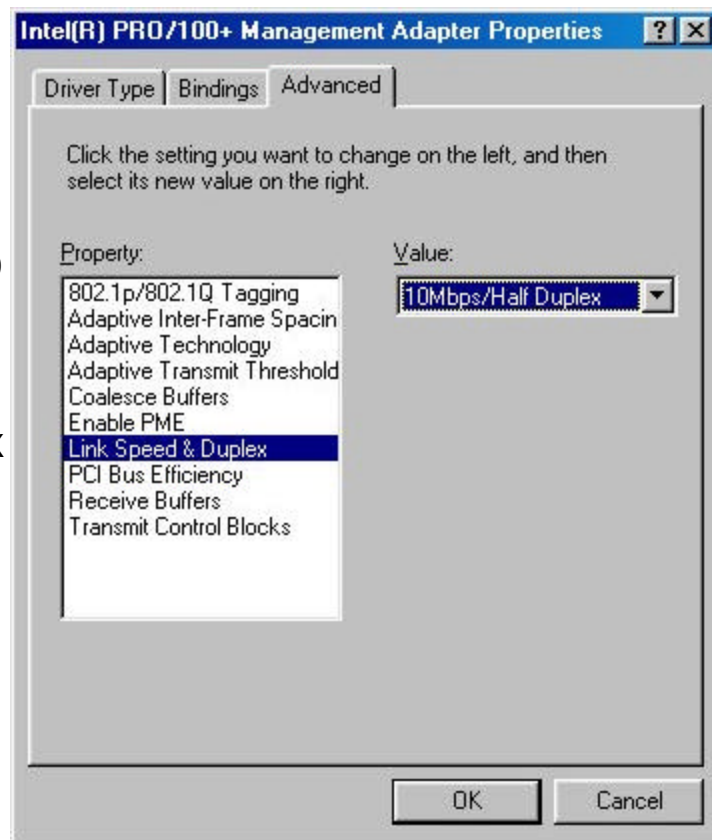 Intel(R) PRO/100+ Management Adapter Properties
Driver Type
Bindings
Advanced
Click the setting you want to change on the left, and then
select its new value on the right.
Property:
802.1p/802.1Q Tagging
Adaptive Inter-Frame Spacin
Adaptive Technology
Adaptive Transmit Threshold
Coalesce Buffers
Enable PME
Link Speed & Duplex
PCI Bus Efficiency
Receive Buffers
Transmit Control Blocks
Value:
10Mbps/Half Duplex
OK
Cancel